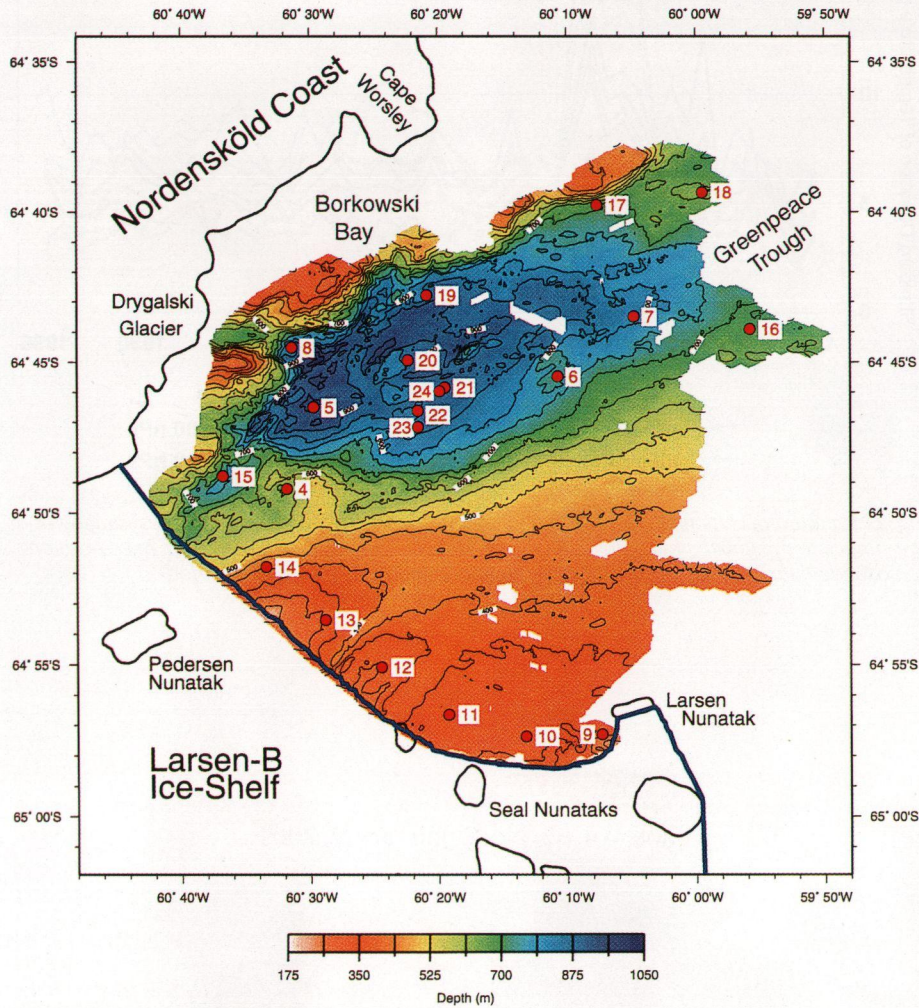 60° 40'W 60° 30'W 60° 20'W 60° 10'W 60° 00'W 59° 50'W
64° 35'S 64° 35'S
Nordensköld Coast
Cape
Worsley
18
64° 40'S 17 64° 40'S
Borkowski
Bay
Greenpeace
Trough
Drygalski
Glacier
19
7
16
8
64° 45'S 64° 45'S
20
6
24 21
5 22
23
15
4
64° 50'S 64° 50'S
500
500
14
13
400
64° 55'S 64° 55'S
Pedersen
Nunatak
12
Larsen
Nunatak
11
10 9
Larsen-B
Ice-Shelf
Seal Nunataks
65° 00'S 65° 00'S
60° 40'W 60° 30'W 60° 20'W 60° 10'W 60° 00'W 59° 50'W
175 350 525 700 875 1050
Depth (m)